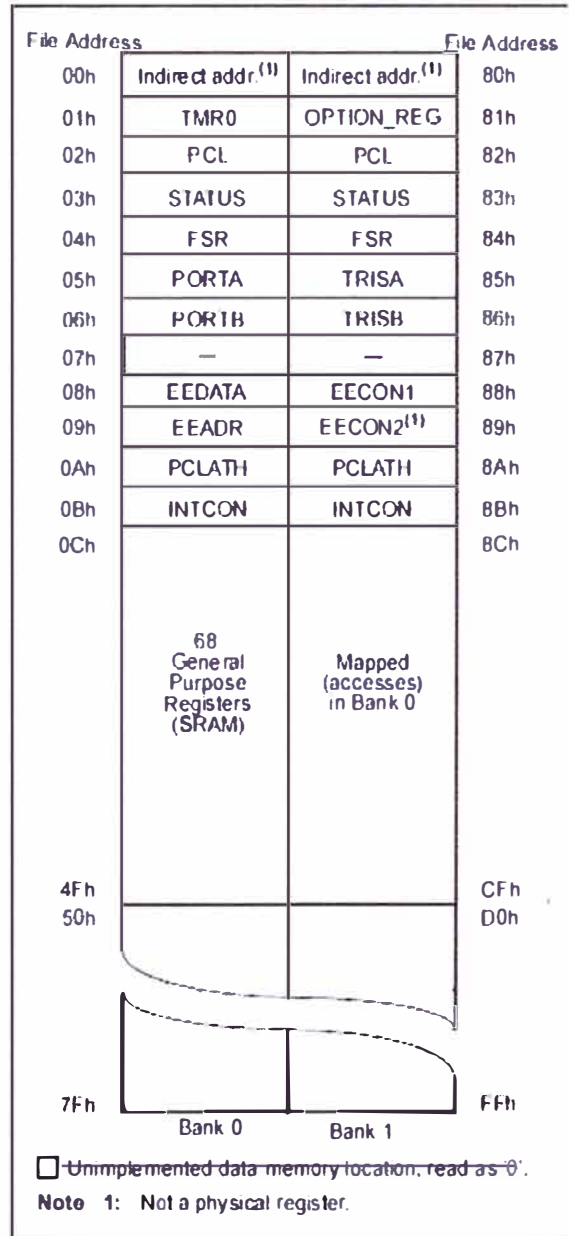 File Address File Address
00h Indirect addr.(1) Indirect addr.(1) 80h
01h TMR0 OPTION_REG 81h
02h PCL PCL 82h
03h STATUS STATUS 83h
04h FSR FSR 84h
05h PORTA TRISA 85h
06h PORTB TRISB 86h
07h — — 87h
08h EEDATA EECON1 88h
09h EEADR EECON2(1) 89h
0Ah PCLATH PCLATH 8Ah
0Bh INTCON INTCON 8Bh
0Ch 8Ch
68
General
Purpose
Registers
(SRAM)
Mapped
(accesses)
in Bank 0
4Fh CFh
50h D0h
7Fh FFh
Bank 0 Bank 1
Unimplemented data memory location, read as '0'.
Note 1: Not a physical register.